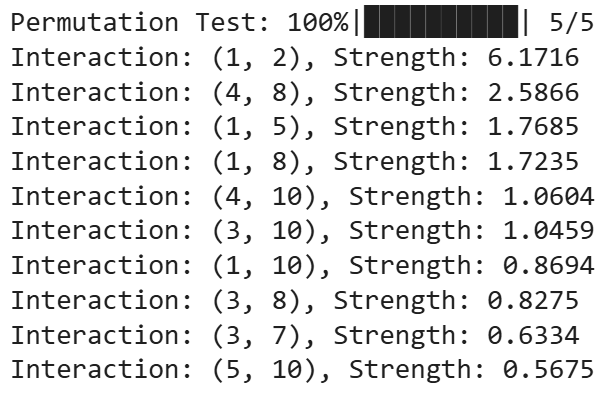 Permutation Test: 100%|██████████| 5/5
Interaction: (1, 2), Strength: 6.1716
Interaction: (4, 8), Strength: 2.5866
Interaction: (1, 5), Strength: 1.7685
Interaction: (1, 8), Strength: 1.7235
Interaction: (4, 10), Strength: 1.0604
Interaction: (3, 10), Strength: 1.0459
Interaction: (1, 10), Strength: 0.8694
Interaction: (3, 8), Strength: 0.8275
Interaction: (3, 7), Strength: 0.6334
Interaction: (5, 10), Strength: 0.5675